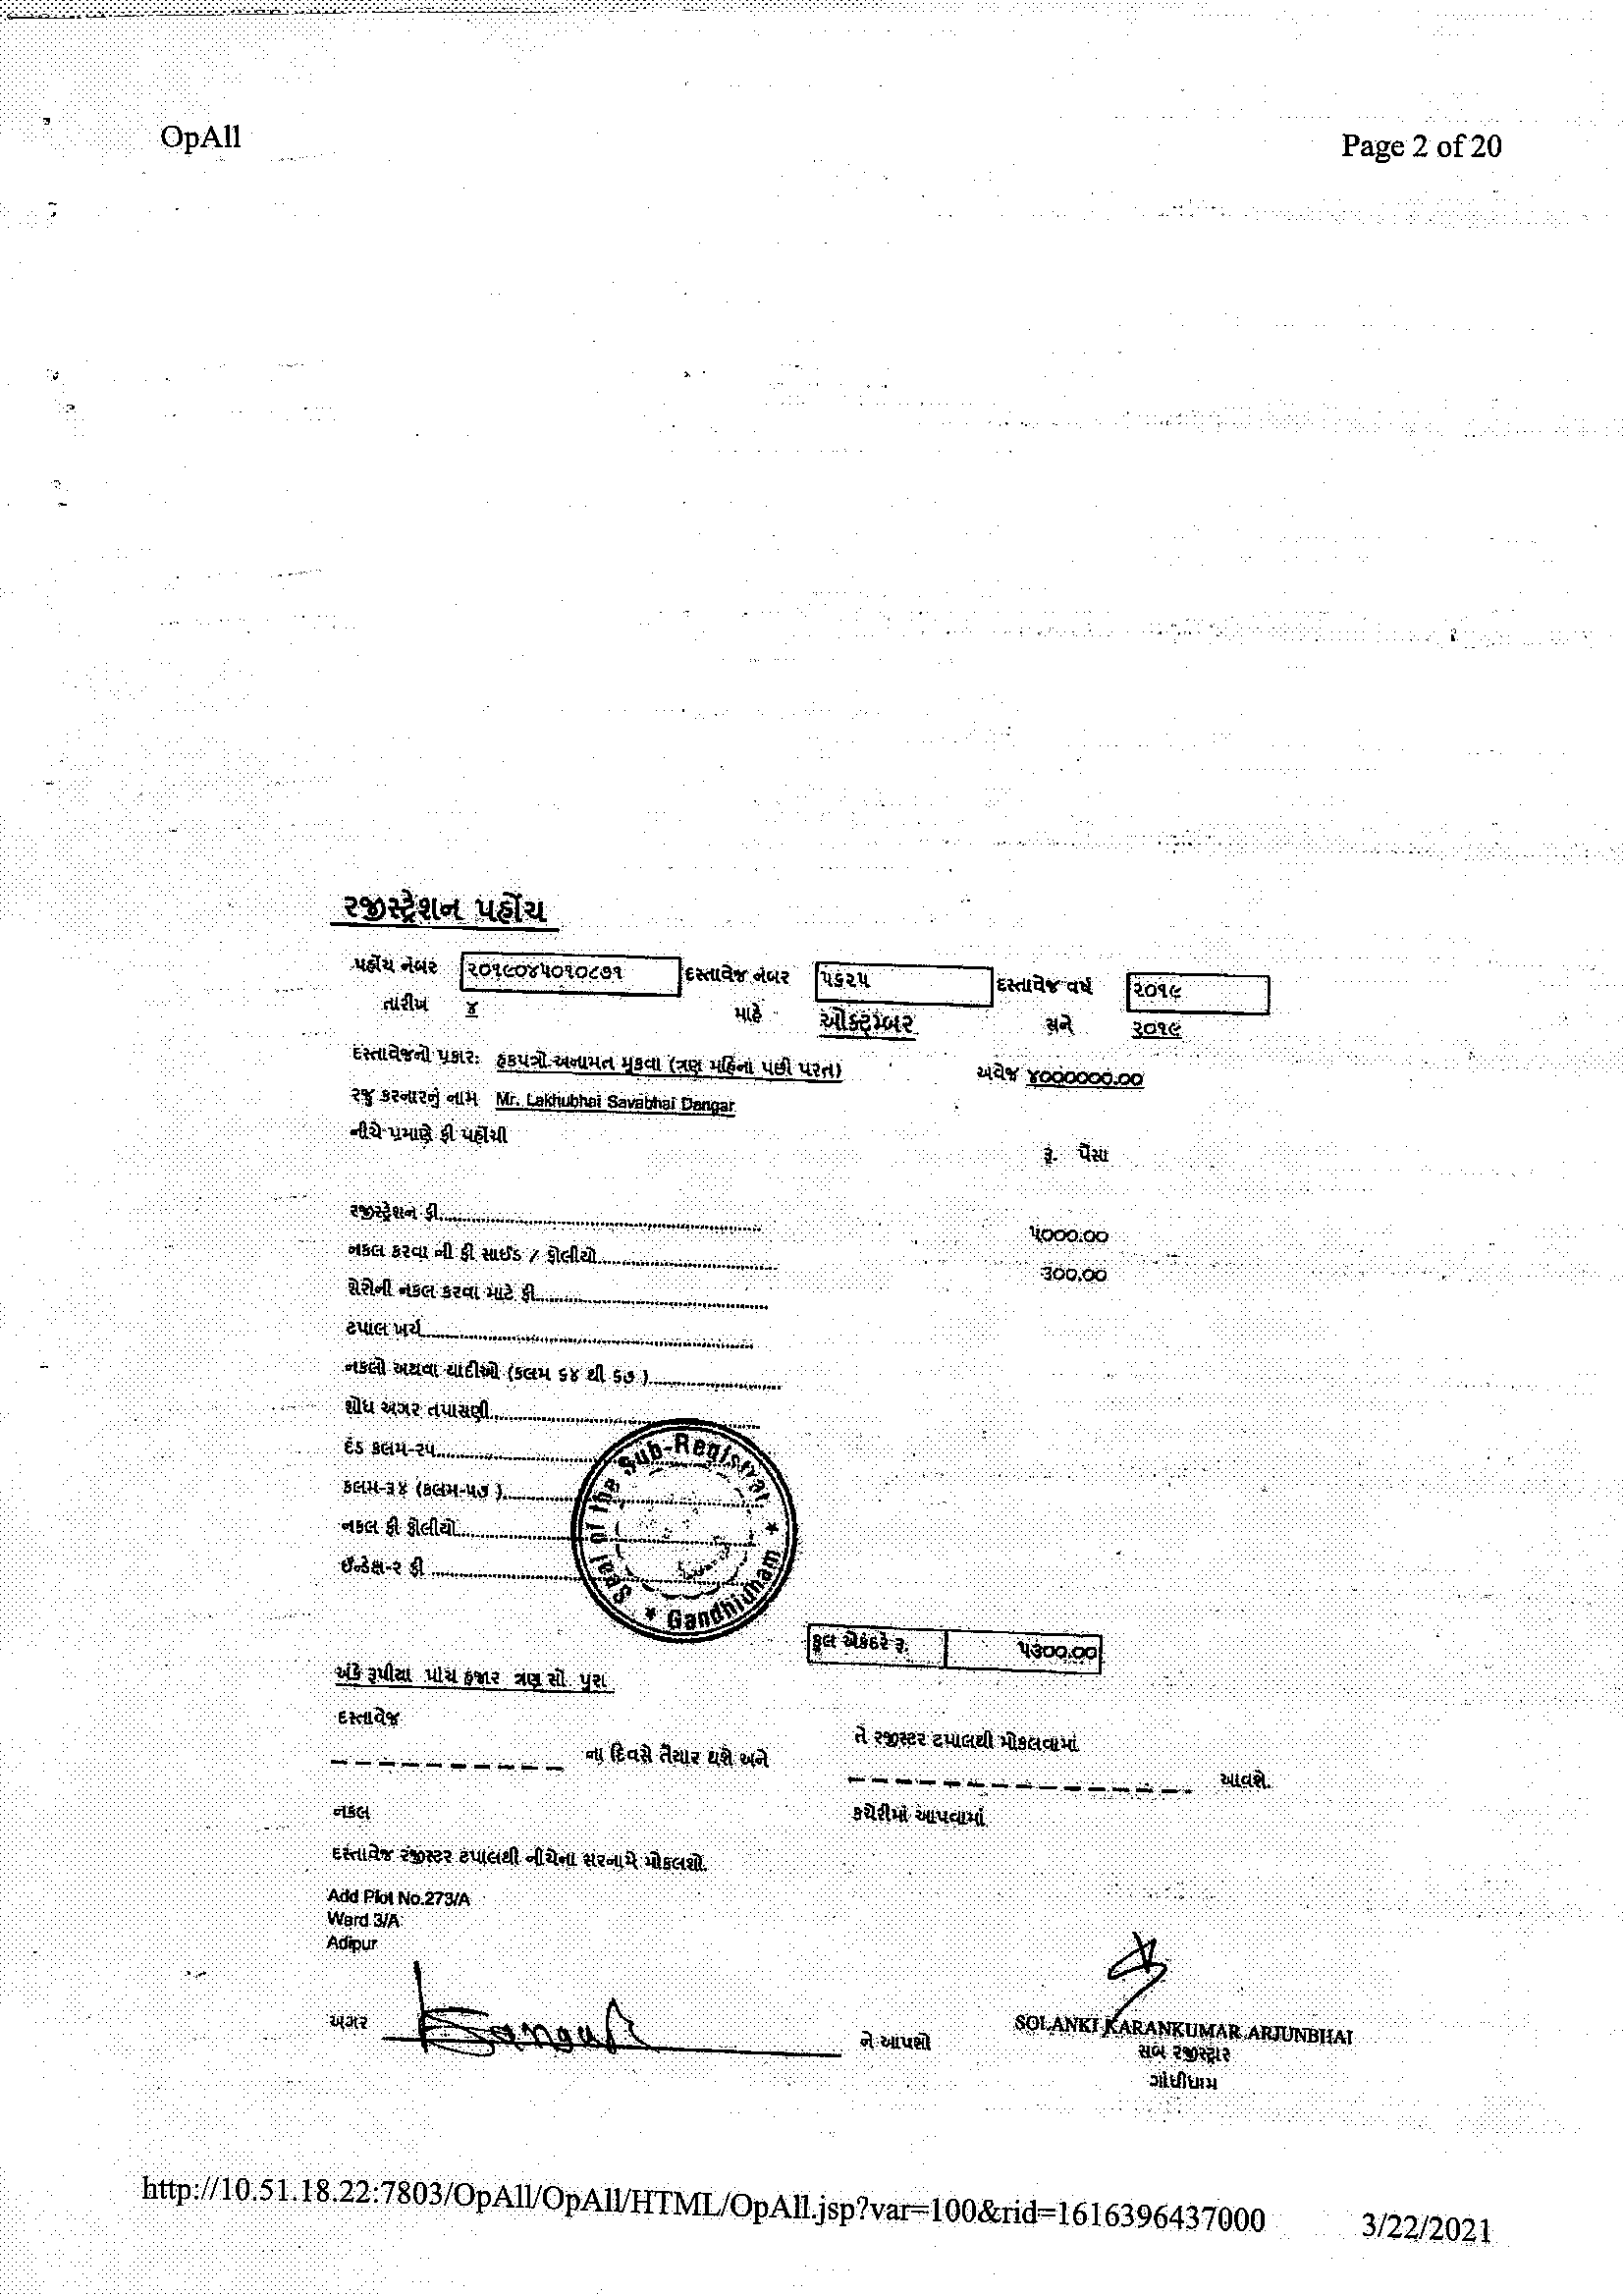 OpAll
Page 2 of 20
રજીસ્ટ્રેશન પહોંચ
પહોંચ નંબર ૨૦૧૯૦૪૫૦૧૦૮૭૧ દસ્તાવેજ નંબર ૫૬૨૫ દસ્તાવેજ વર્ષ ૨૦૧૯
તારીખ ૪ માહે ઓક્ટ્મ્બર સને ૨૦૧૯
દસ્તાવેજનો પ્રકાર: હકપત્રો અનામત મુકવા (ત્રણ મહિના પછી પરત) અવેજ ૪૦૦૦૦૦૦.૦૦
રજુ કરનારનું નામ Mr. Lakhubhai Savabhai Dangar
નીચે પ્રમાણે ફી પહોંચી
રૂ. પૈસા
રજીસ્ટ્રેશન ફી ૫૦૦૦.૦૦
નકલ કરવા ની ફી સાઈડ / ફોલીયો ૩૦૦.૦૦
શેરોની નકલ કરવા માટે ફી
ટપાલ ખર્ચ
નકલો અથવા યાદીઓ (કલમ ૬૪ થી ૬૭ )
શોધ અગર તપાસણી
દંડ કલમ-૨૫
કલમ-૩૪ (કલમ-૫૭ )
નકલ ફી ફોલીયો
ઈન્ડેક્ષ-૨ ફી
Seal of the Sub-Registrar
Gandhidham
કુલ એકંદરે રૂ. ૫૩૦૦.૦૦
અંકે રૂપીયા પાંચ હજાર ત્રણ સો પુરા
દસ્તાવેજ
ના દિવસે તૈયાર થશે અને
તે રજીસ્ટર ટપાલથી મોકલવામાં
આવશે.
નકલ
કચેરીમાં આપવામાં
દસ્તાવેજ રજીસ્ટર ટપાલથી નીચેના સરનામે મોકલશો.
Add Plot No.273/A
Ward 3/A
Adipur
અગર
ને આપશો
SOLANKI KARANKUMAR ARJUNBHAI
સબ રજીસ્ટ્રાર
ગાંધીધામ
http://10.51.18.22:7803/OpAll/OpAll/HTML/OpAll.jsp?var=100&rid=1616396437000
3/22/2021